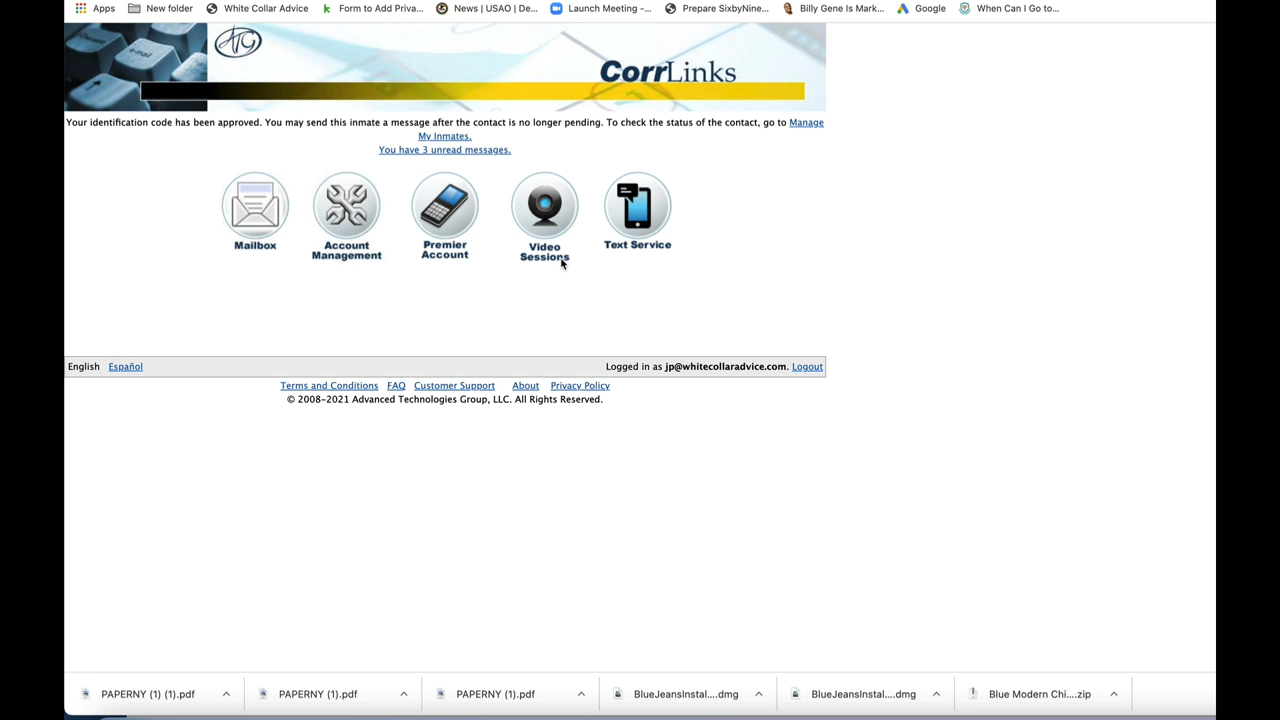 Apps New folder White Collar Advice Form to Add Priva... News | USAO | De... Launch Meeting -... Prepare SixbyNine... Billy Gene Is Mark... Google When Can I Go to...
ATG
e-mail
CorrLinks
Your identification code has been approved. You may send this inmate a message after the contact is no longer pending. To check the status of the contact, go to Manage
My Inmates.
You have 3 unread messages.
Mailbox Account Management Premier Account Video Sessions Text Service
English Español Logged in as jp@whitecollaradvice.com. Logout
Terms and Conditions FAQ Customer Support About Privacy Policy
© 2008-2021 Advanced Technologies Group, LLC. All Rights Reserved.
PAPERNY (1) (1).pdf PAPERNY (1).pdf PAPERNY (1).pdf BlueJeansInstal....dmg BlueJeansInstal....dmg Blue Modern Chi....zip